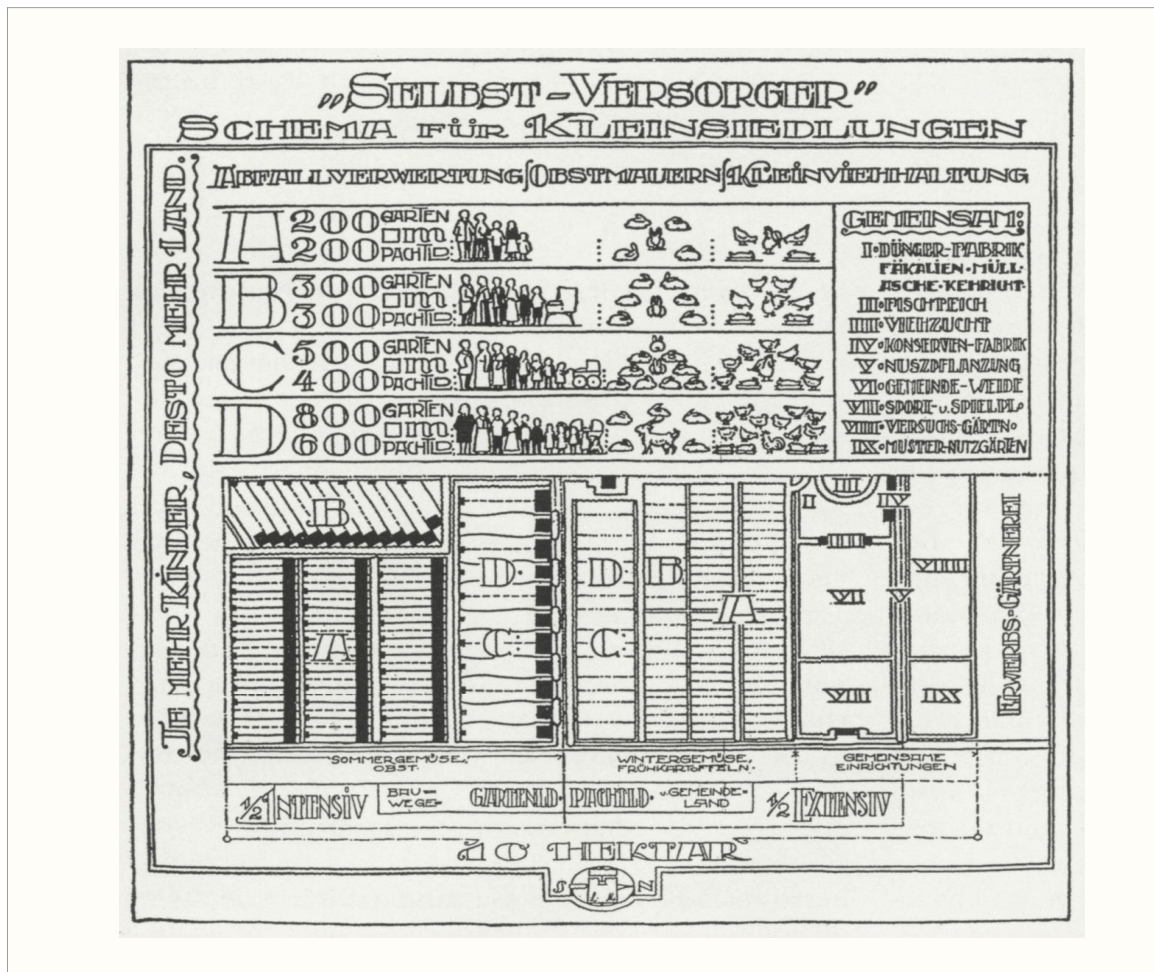 „SELBST-VERSORGER"
SCHEMA FÜR KLEINSIEDLUNGEN
JE MEHR KINDER, DESTO MEHR LAND.
ABFALLVERWERTUNG/OBSTMAUERN/KLEINVIEHHALTUNG
A 200 GARTEN
□m
200 PACHTLD:
B 300 GARTEN
□m
300 PACHTLD:
C 500 GARTEN
□m
400 PACHTLD:
D 800 GARTEN
□m
600 PACHTLD:
GEMEINSAM:
I·DÜNGER-FABRIK
FÄKALIEN·MÜLL·
ASCHE·KEHRICHT·
II·FISCHTEICH
III·VIEHZUCHT
IV·KONSERVEN-FABRIK
V·NUSZPFLANZUNG
VI·GEMEINDE-WEIDE
VII·SPORT-u.SPIELPL·
VIII·VERSUCHS-GÄRTN·
IX·MUSTER-NUTZGÄRTEN
B
A
D·
C·
D·
C·
B
A
I
II
IV
VI
V
VIII
VII
IX
ERWERBS-GÄRTNEREI
SOMMERGEMÜSE,
OBST·
WINTERGEMÜSE,
FRÜHKARTOFFELN·
GEMEINSAME
EINRICHTUNGEN
1/2 INTENSIV
BAU=
WEGE=
GARTENLD·
PACHTLD·
u.GEMEINDE-
LAND
1/2 EXTENSIV
10 HEKTAR
S N